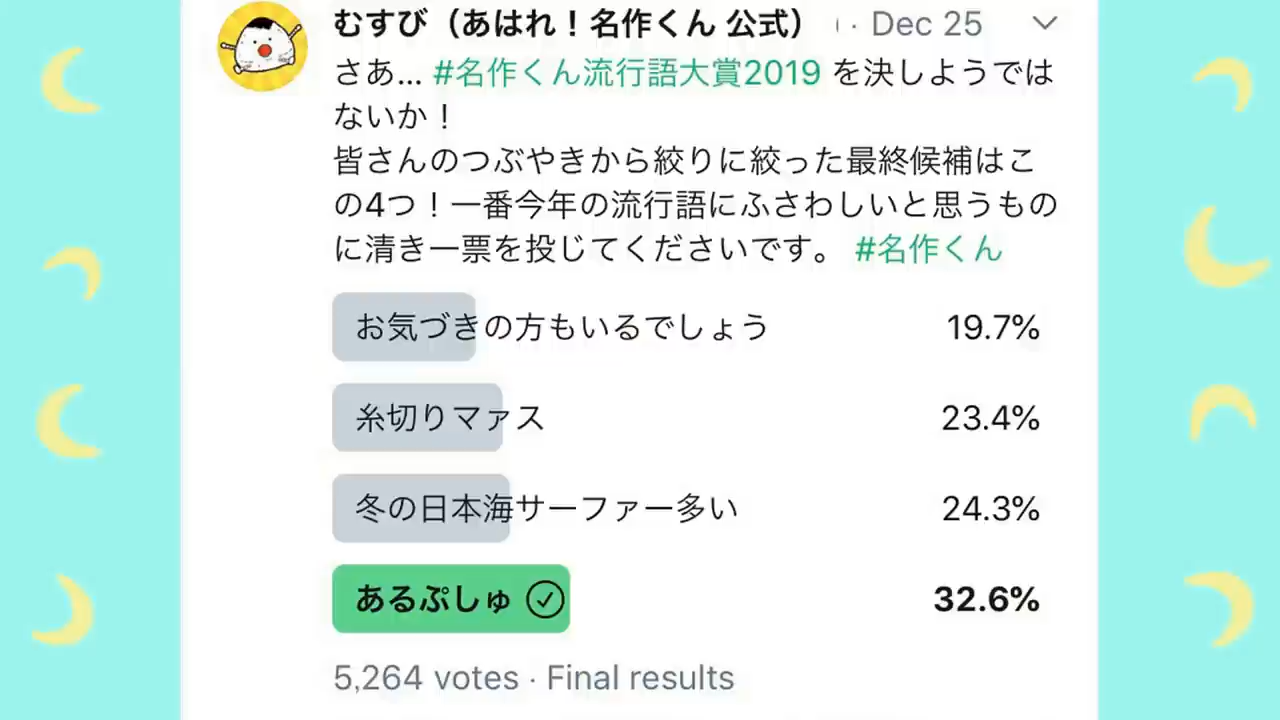 むすび（あはれ！名作くん 公式） · Dec 25
さあ... #名作くん流行語大賞2019 を決しようでは
ないか！
皆さんのつぶやきから絞りに絞った最終候補はこ
の4つ！一番今年の流行語にふさわしいと思うもの
に清き一票を投じてくださいです。 #名作くん
お気づきの方もいるでしょう 19.7%
糸切りマァス 23.4%
冬の日本海サーファー多い 24.3%
あるぷしゅ 32.6%
5,264 votes · Final results